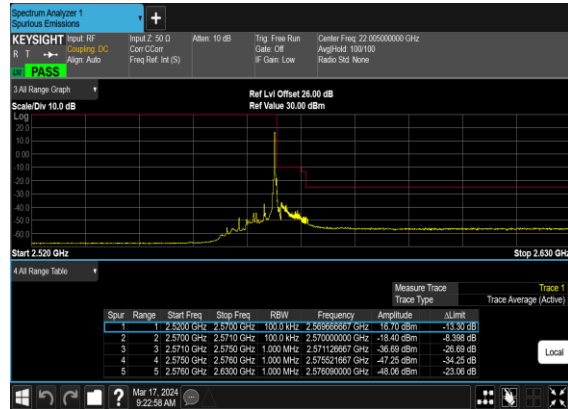 Spectrum Analyzer 1
Spurious Emissions
+
KEYSIGHT Input: RF Input Z: 50 Ω Atten: 10 dB Trig: Free Run Center Freq: 22.005000000 GHz
R T Coupling: DC Corr CCorr Gate: Off Avg|Hold: 100/100
Align: Auto Freq Ref: Int (S) IF Gain: Low Radio Std: None
PASS
3 All Range Graph
Ref Lvl Offset 26.00 dB
Scale/Div 10.0 dB Ref Value 30.00 dBm
Log
20.0
10.0
0.00
-10.0
-20.0
-30.0
-40.0
-50.0
-60.0
Start 2.520 GHz Stop 2.630 GHz
4 All Range Table
Measure Trace Trace 1
Trace Type Trace Average (Active)
Spur Range Start Freq Stop Freq RBW Frequency Amplitude ΔLimit
1 1 2.5200 GHz 2.5700 GHz 100.0 kHz 2.569666667 GHz 16.70 dBm -13.30 dB
2 2 2.5700 GHz 2.5710 GHz 100.0 kHz 2.570000000 GHz -18.40 dBm -8.398 dB
3 3 2.5710 GHz 2.5750 GHz 1.000 MHz 2.571126667 GHz -36.69 dBm -26.69 dB
4 4 2.5750 GHz 2.5760 GHz 1.000 MHz 2.575521667 GHz -47.25 dBm -34.25 dB
5 5 2.5760 GHz 2.6300 GHz 1.000 MHz 2.576090000 GHz -48.06 dBm -23.06 dB
Local
?
Mar 17, 2024
9:22:58 AM